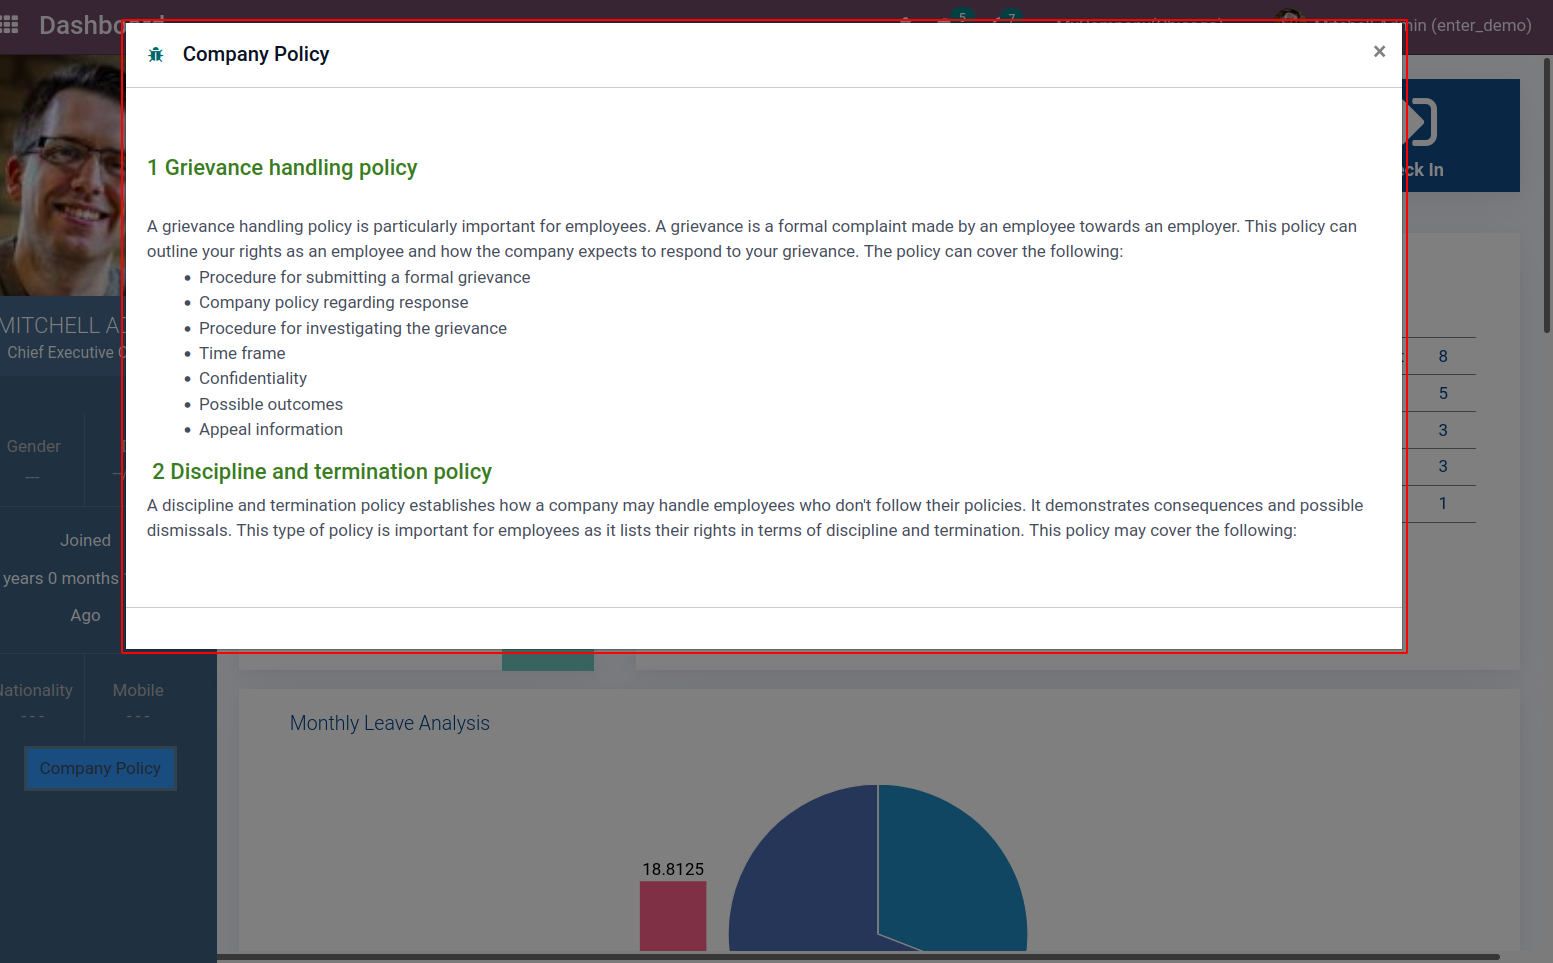 Dashboard
5
7
Mitchell Admin (enter_demo)
Company Policy
×
1 Grievance handling policy
A grievance handling policy is particularly important for employees. A grievance is a formal complaint made by an employee towards an employer. This policy can
outline your rights as an employee and how the company expects to respond to your grievance. The policy can cover the following:
• Procedure for submitting a formal grievance
• Company policy regarding response
• Procedure for investigating the grievance
• Time frame
• Confidentiality
• Possible outcomes
• Appeal information
2 Discipline and termination policy
A discipline and termination policy establishes how a company may handle employees who don't follow their policies. It demonstrates consequences and possible
dismissals. This type of policy is important for employees as it lists their rights in terms of discipline and termination. This policy may cover the following:
ck In
MITCHELL A
Chief Executive
8
5
3
3
1
Gender
---
Joined
years 0 months
Ago
Nationality Mobile
--- ---
Company Policy
Monthly Leave Analysis
18.8125